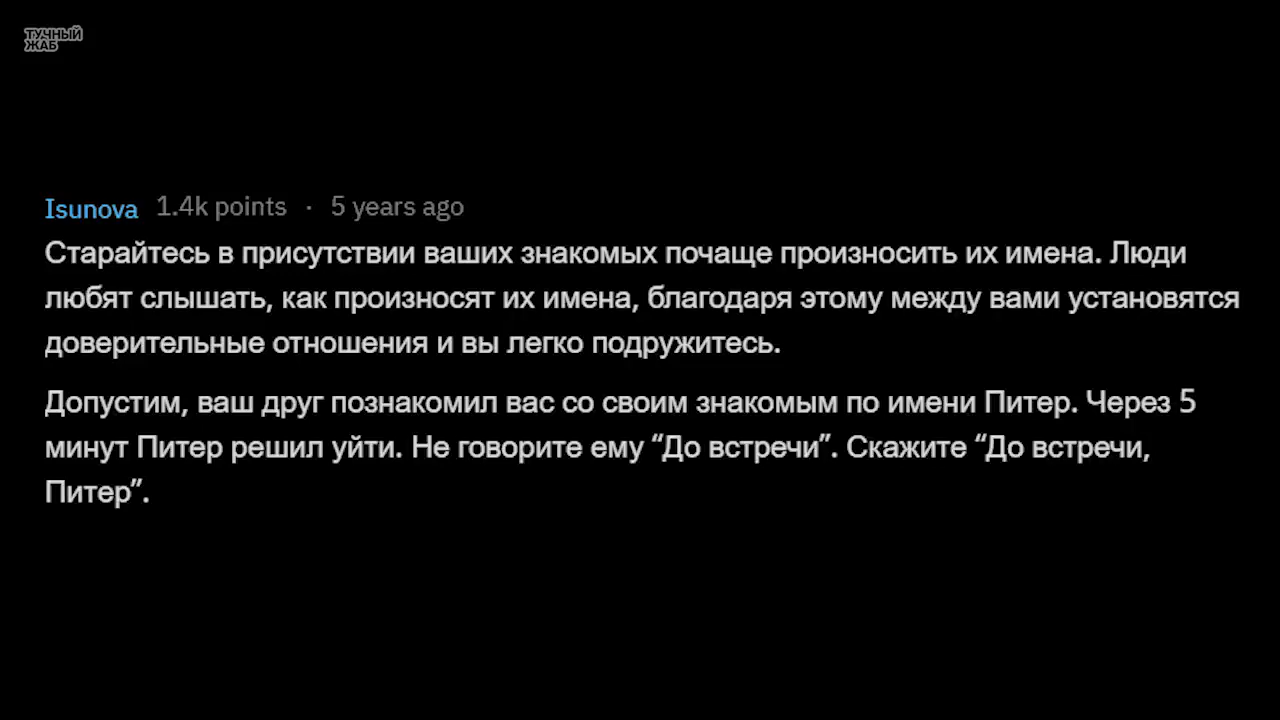 ТУЧНЫЙ
ЖАБ
Isunova 1.4k points · 5 years ago
Старайтесь в присутствии ваших знакомых почаще произносить их имена. Люди
любят слышать, как произносят их имена, благодаря этому между вами установятся
доверительные отношения и вы легко подружитесь.
Допустим, ваш друг познакомил вас со своим знакомым по имени Питер. Через 5
минут Питер решил уйти. Не говорите ему “До встречи”. Скажите “До встречи,
Питер”.